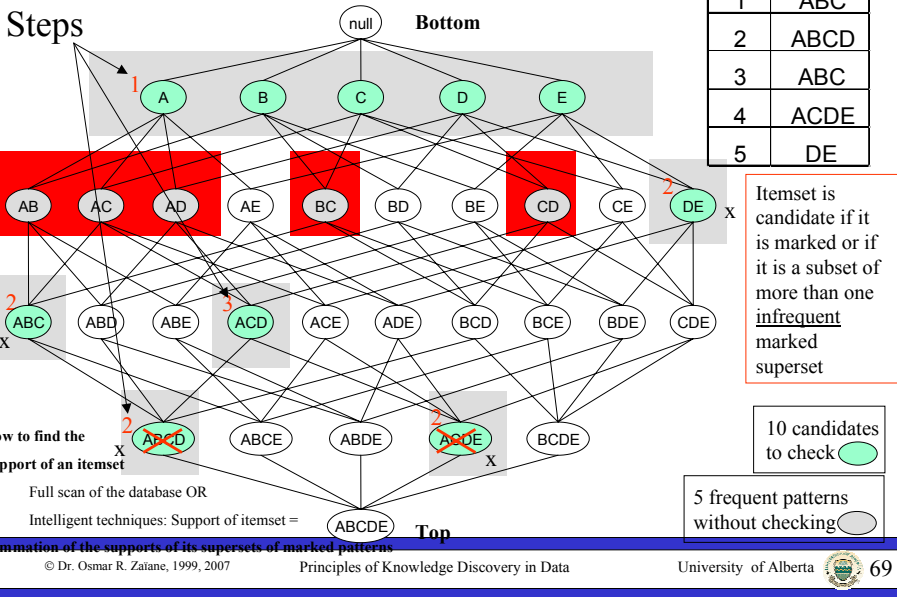 Steps
null
Bottom
1 ABC
2 ABCD
3 ABC
4 ACDE
5 DE
1
A B C D E
2
AB AC AD AE BC BD BE CD CE DE
x
Itemset is
candidate if it
is marked or if
it is a subset of
more than one
infrequent
marked
superset
2
3
ABC ABD ABE ACD ACE ADE BCD BCE BDE CDE
x
2
2
ABCD ABCE ABDE ACDE BCDE
x
x
10 candidates
to check
5 frequent patterns
without checking
ow to find the
pport of an itemset
Full scan of the database OR
Intelligent techniques: Support of itemset =
mmation of the supports of its supersets of marked patterns
ABCDE
Top
© Dr. Osmar R. Zaïane, 1999, 2007
Principles of Knowledge Discovery in Data
University of Alberta
69